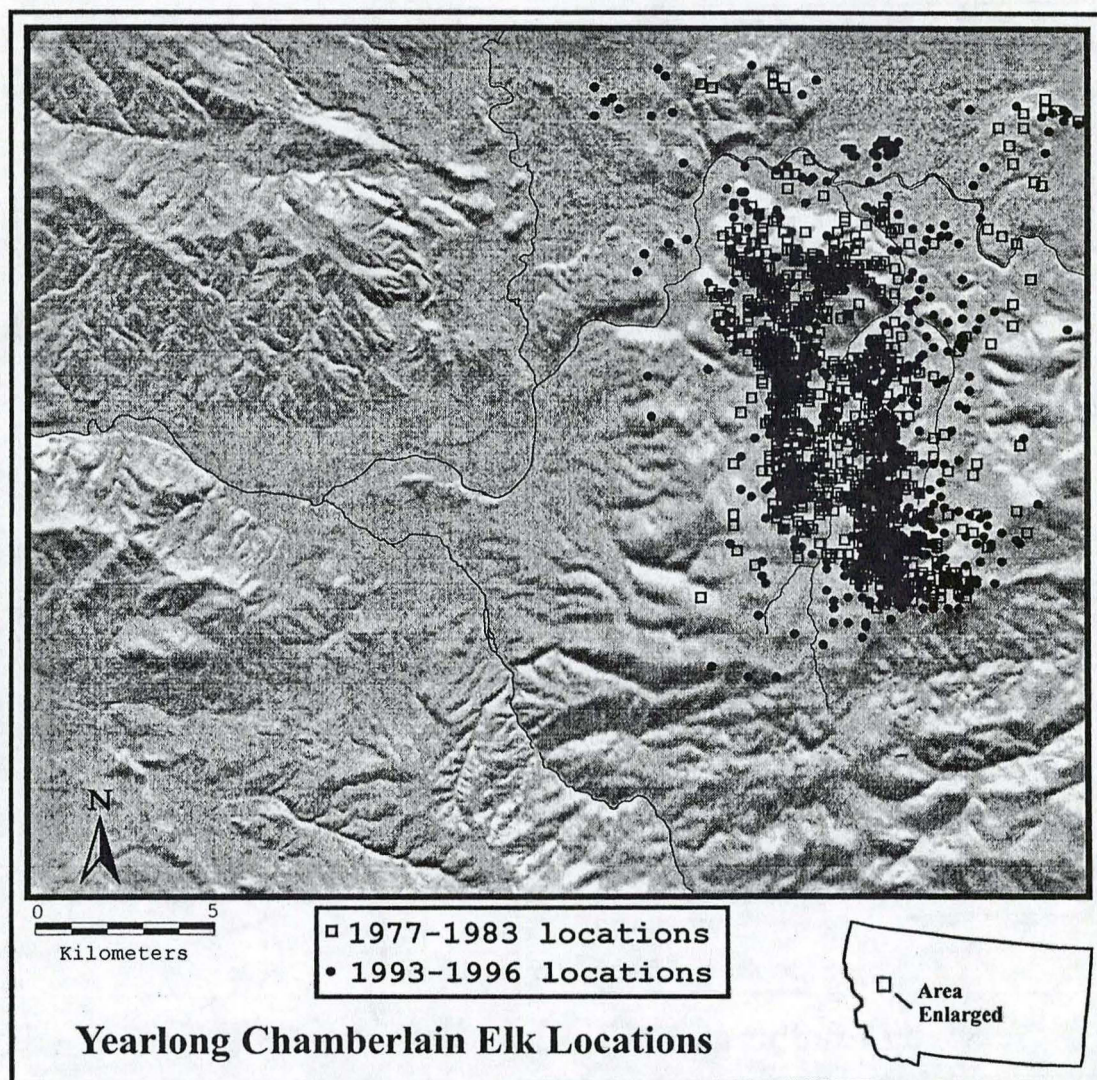 N
0 5
Kilometers
1977-1983 locations
1993-1996 locations
Area
Enlarged
Yearlong Chamberlain Elk Locations